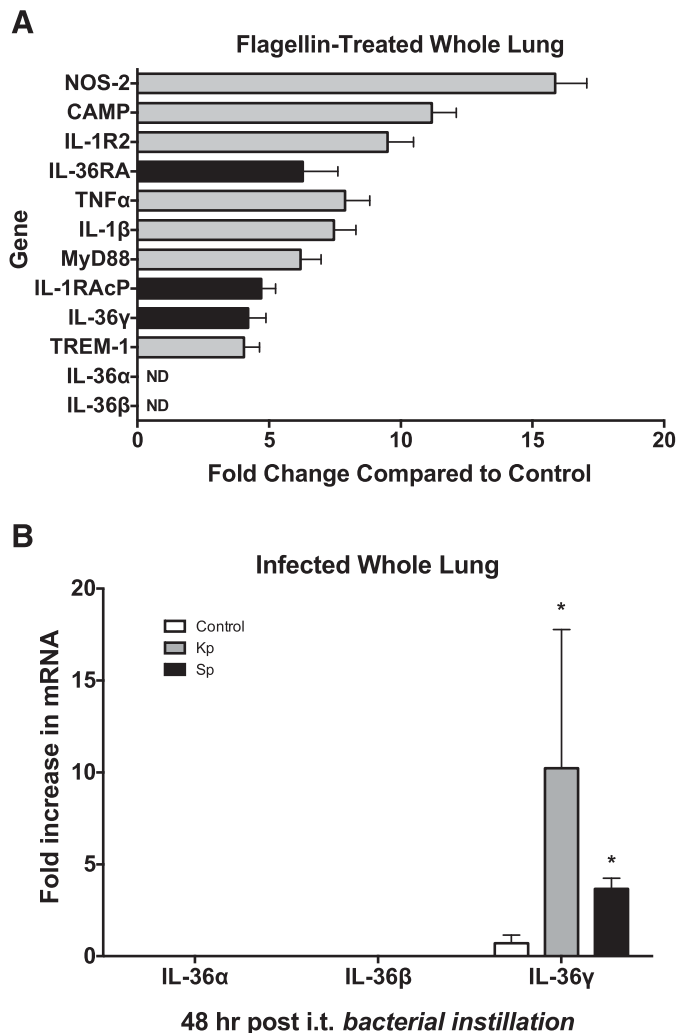 A
Flagellin-Treated Whole Lung
Gene
NOS-2
CAMP
IL-1R2
IL-36RA
TNFα
IL-1β
MyD88
IL-1RAcP
IL-36γ
TREM-1
IL-36α ND
IL-36β ND
0 5 10 15 20
Fold Change Compared to Control
B
Infected Whole Lung
Fold increase in mRNA
20
15
10
5
0
Control
Kp
Sp
*
*
IL-36α IL-36β IL-36γ
48 hr post i.t. bacterial instillation